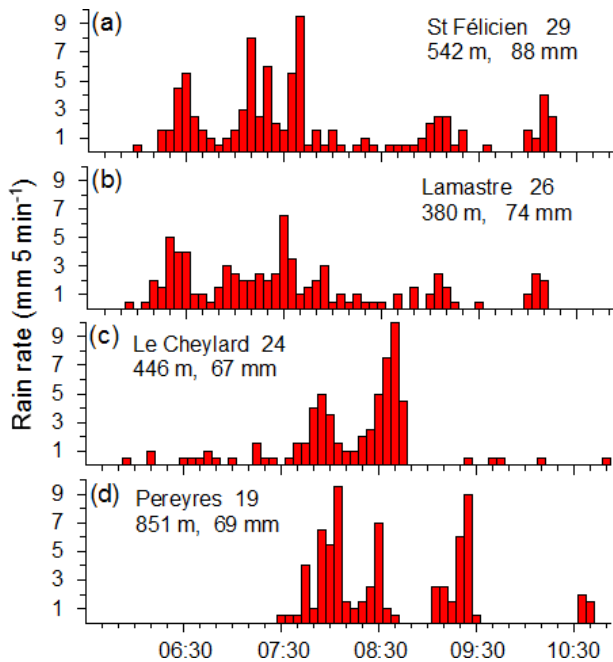 Rain rate (mm 5 min⁻¹)
(a)
St Félicien 29
542 m, 88 mm
9
7
5
3
1
(b)
Lamastre 26
380 m, 74 mm
9
7
5
3
1
(c)
Le Cheylard 24
446 m, 67 mm
9
7
5
3
1
(d)
Pereyres 19
851 m, 69 mm
9
7
5
3
1
06:30 07:30 08:30 09:30 10:30